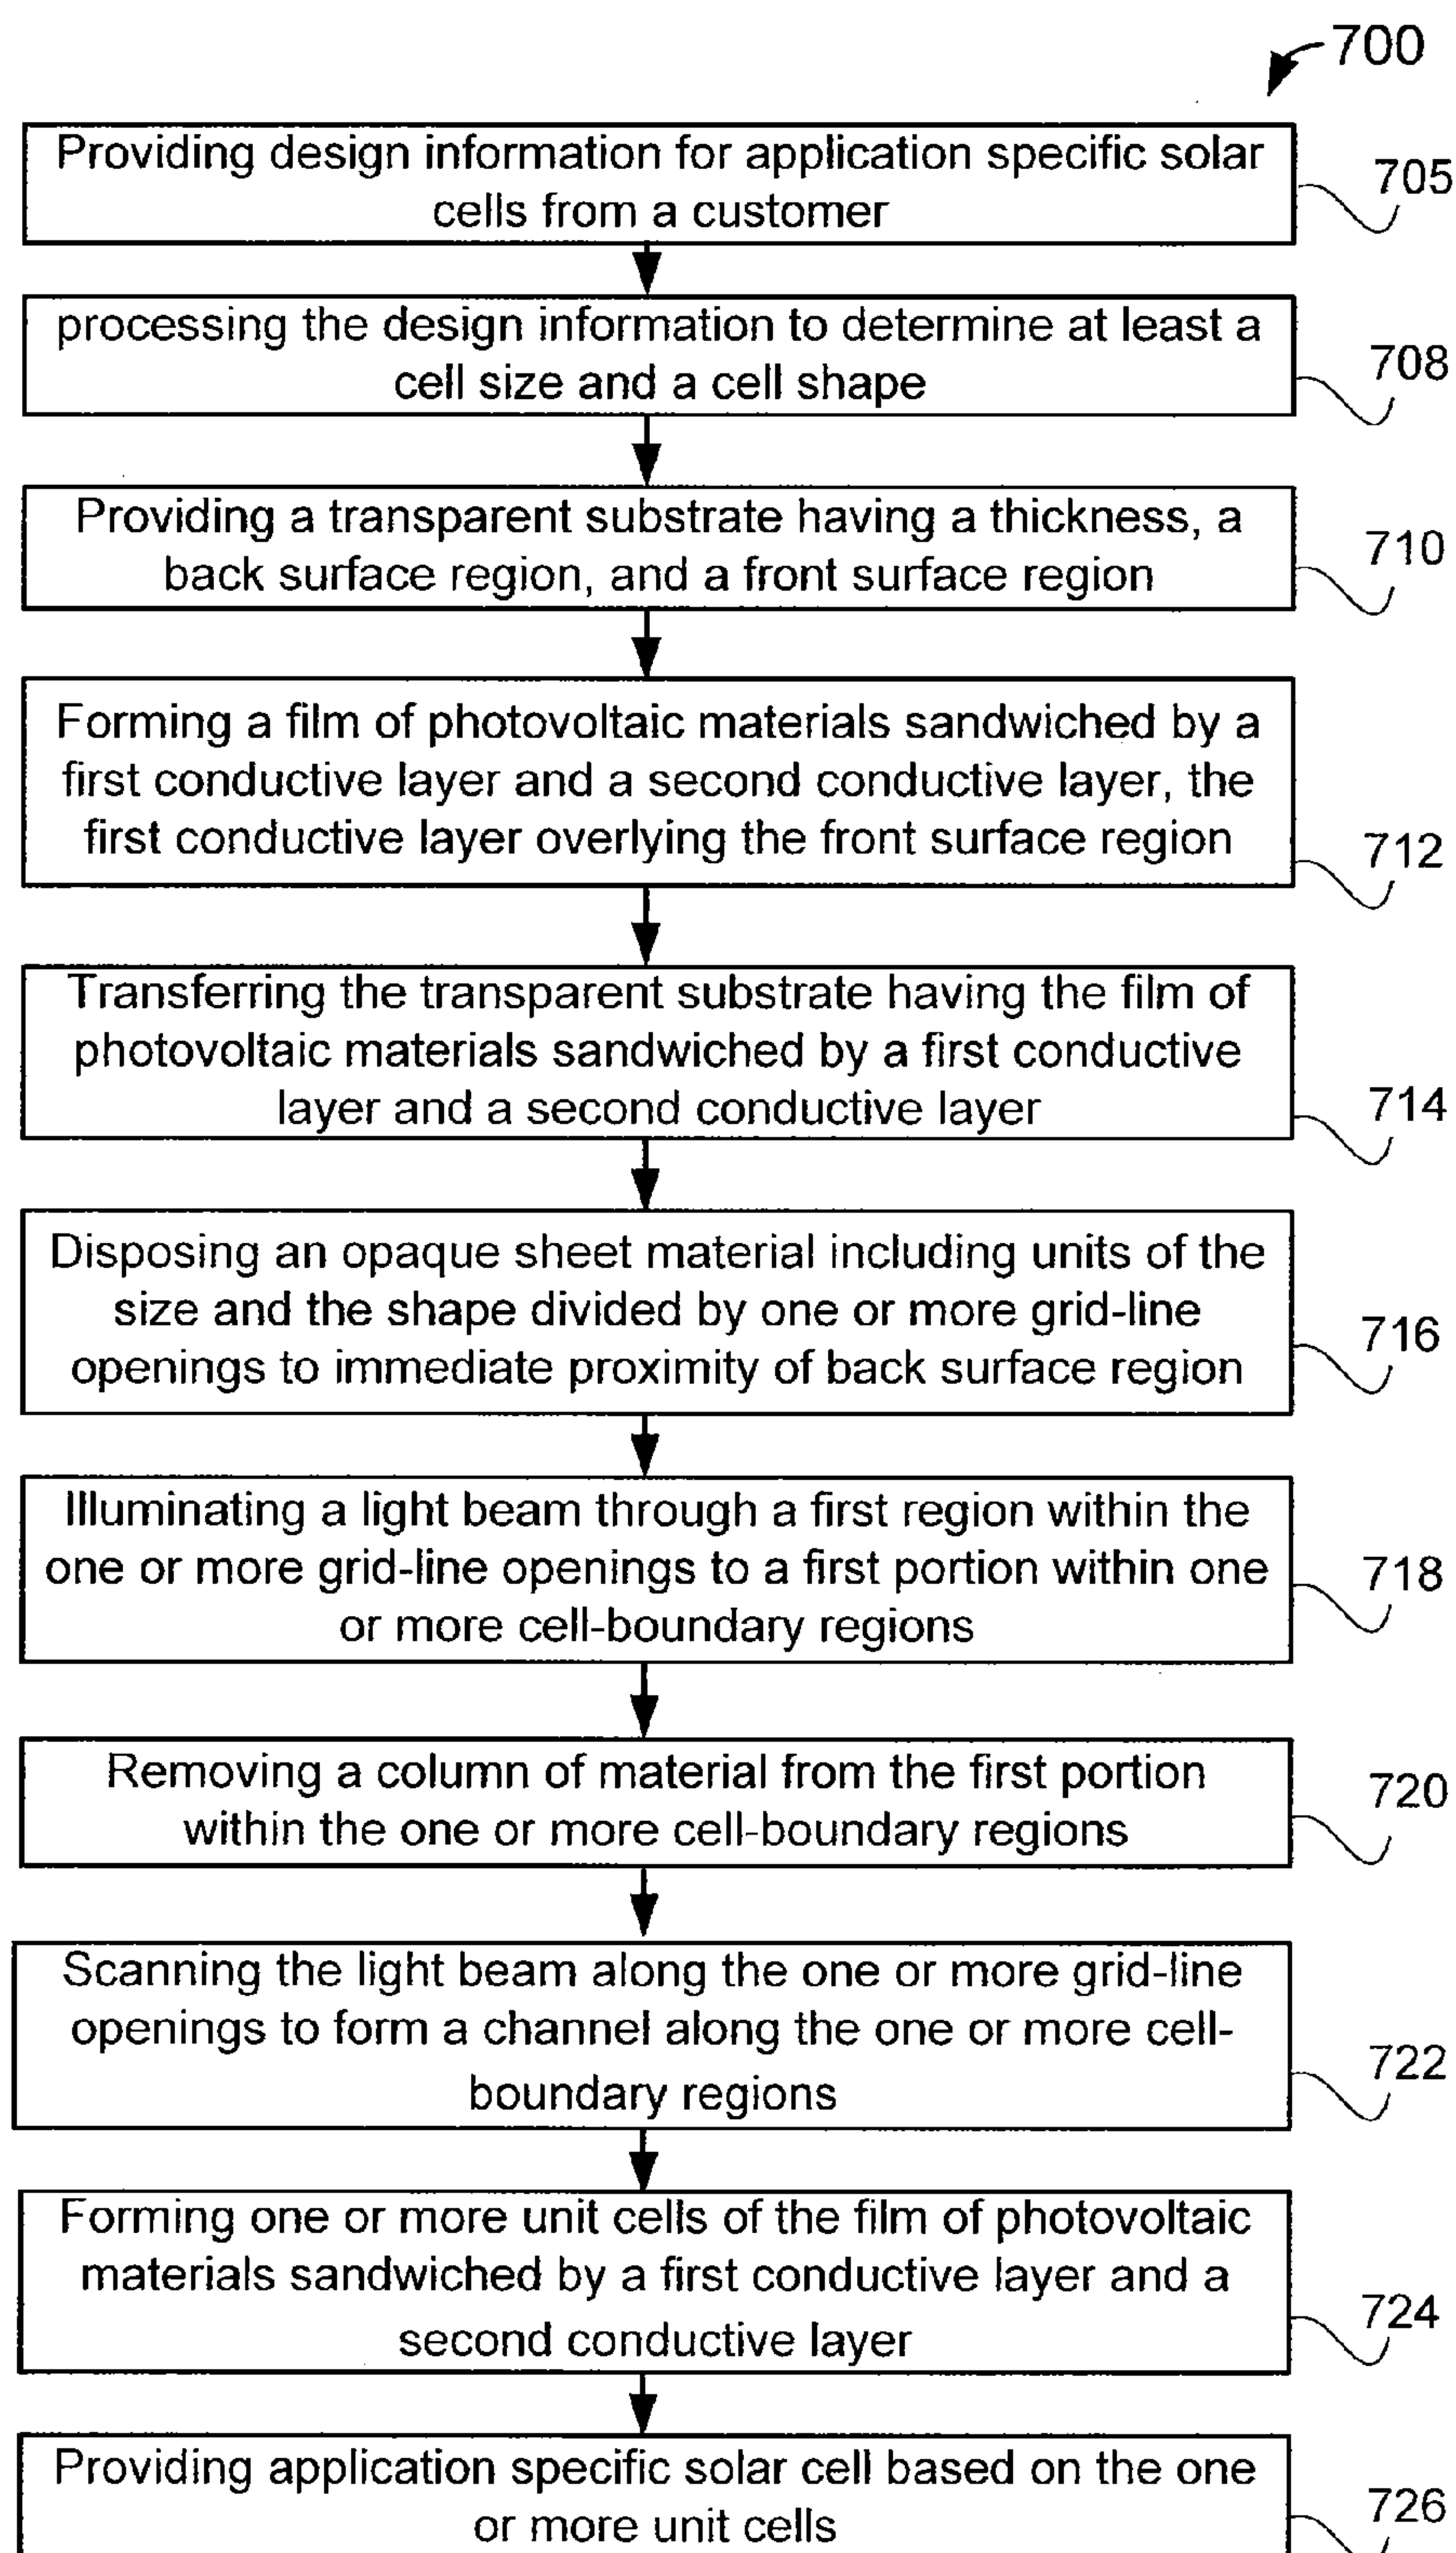 700
Providing design information for application specific solar
cells from a customer
705
processing the design information to determine at least a
cell size and a cell shape
708
Providing a transparent substrate having a thickness, a
back surface region, and a front surface region
710
Forming a film of photovoltaic materials sandwiched by a
first conductive layer and a second conductive layer, the
first conductive layer overlying the front surface region
712
Transferring the transparent substrate having the film of
photovoltaic materials sandwiched by a first conductive
layer and a second conductive layer
714
Disposing an opaque sheet material including units of the
size and the shape divided by one or more grid-line
openings to immediate proximity of back surface region
716
Illuminating a light beam through a first region within the
one or more grid-line openings to a first portion within one
or more cell-boundary regions
718
Removing a column of material from the first portion
within the one or more cell-boundary regions
720
Scanning the light beam along the one or more grid-line
openings to form a channel along the one or more cell-
boundary regions
722
Forming one or more unit cells of the film of photovoltaic
materials sandwiched by a first conductive layer and a
second conductive layer
724
Providing application specific solar cell based on the one
or more unit cells
726